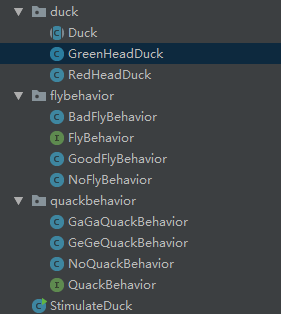 duck
Duck
GreenHeadDuck
RedHeadDuck
flybehavior
BadFlyBehavior
FlyBehavior
GoodFlyBehavior
NoFlyBehavior
quackbehavior
GaGaQuackBehavior
GeGeQuackBehavior
NoQuackBehavior
QuackBehavior
StimulateDuck